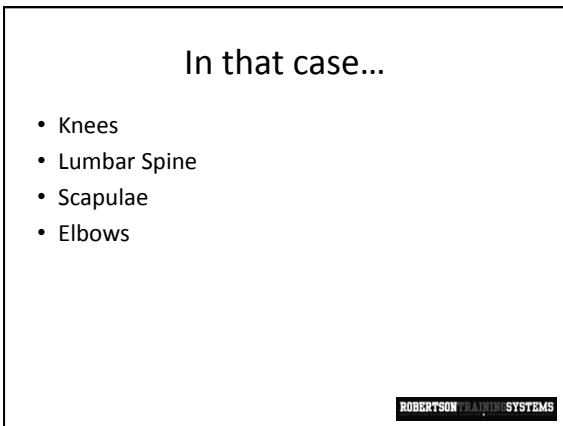 In that case…
• Knees
• Lumbar Spine
• Scapulae
• Elbows
ROBERTSON TRAINING SYSTEMS